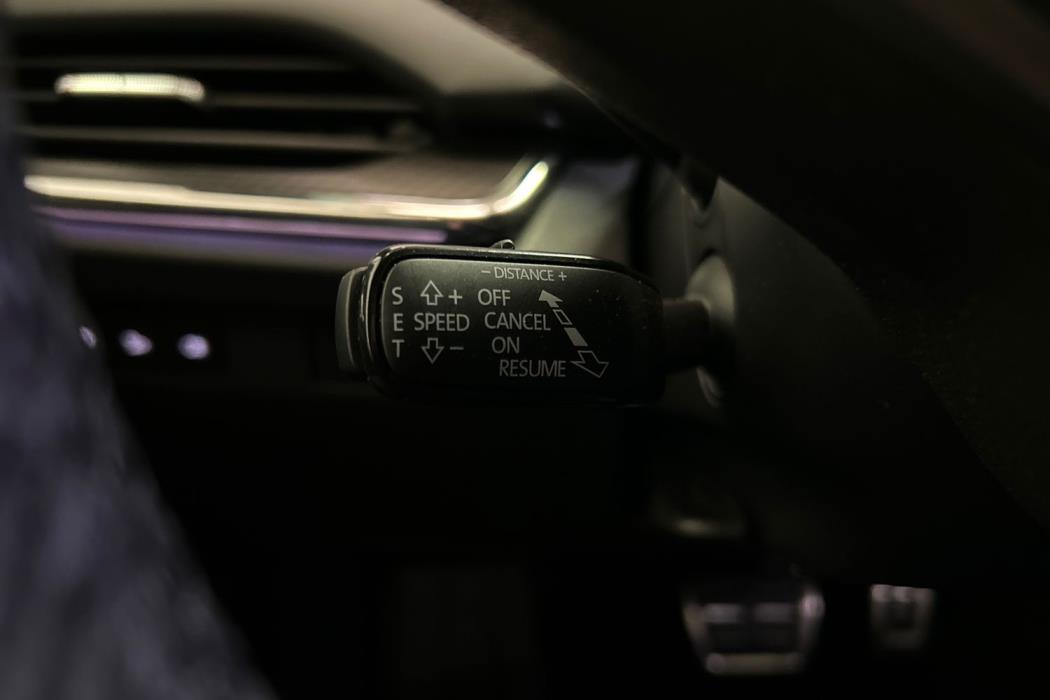 - DISTANCE +
S + OFF
E SPEED CANCEL
T - ON
RESUME